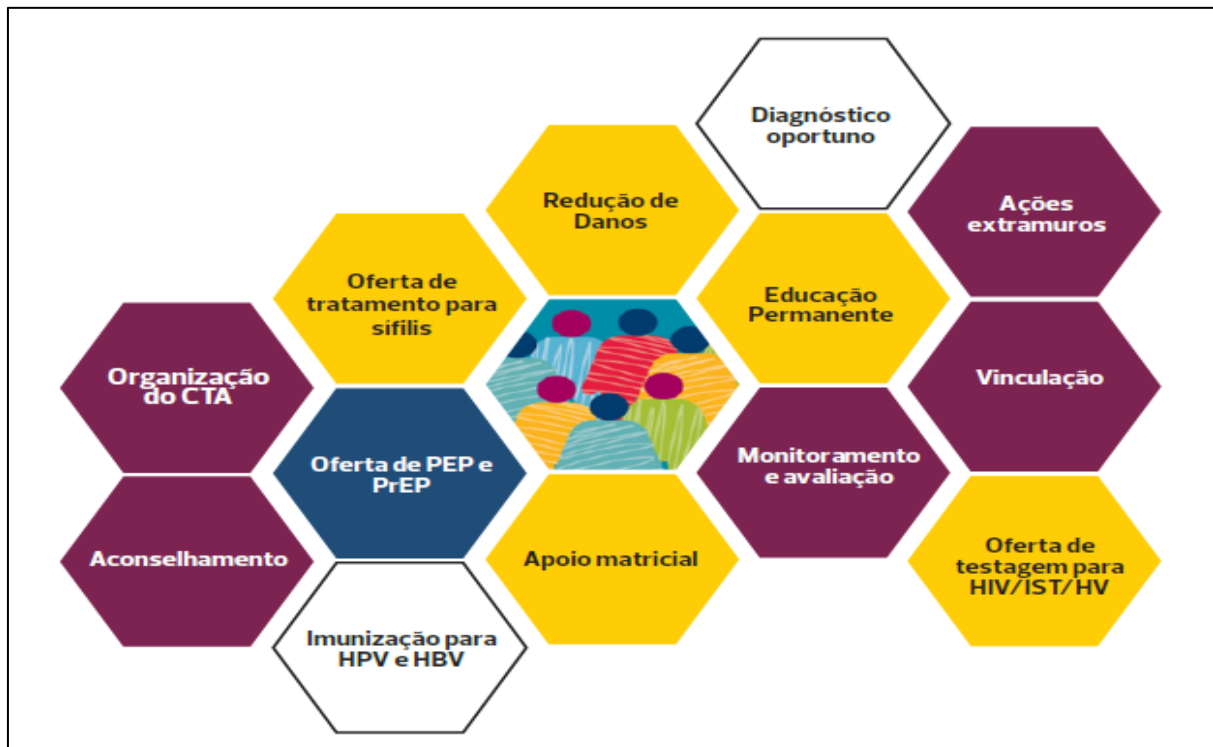 Diagnóstico
oportuno
Redução de
Danos
Ações
extramuros
Oferta de
tratamento para
sífilis
Educação
Permanente
Organização
do CTA
Vinculação
Oferta de PEP e
PrEP
Monitoramento
e avaliação
Aconselhamento
Apoio matricial
Oferta de
testagem para
HIV/IST/HV
Imunização para
HPV e HBV